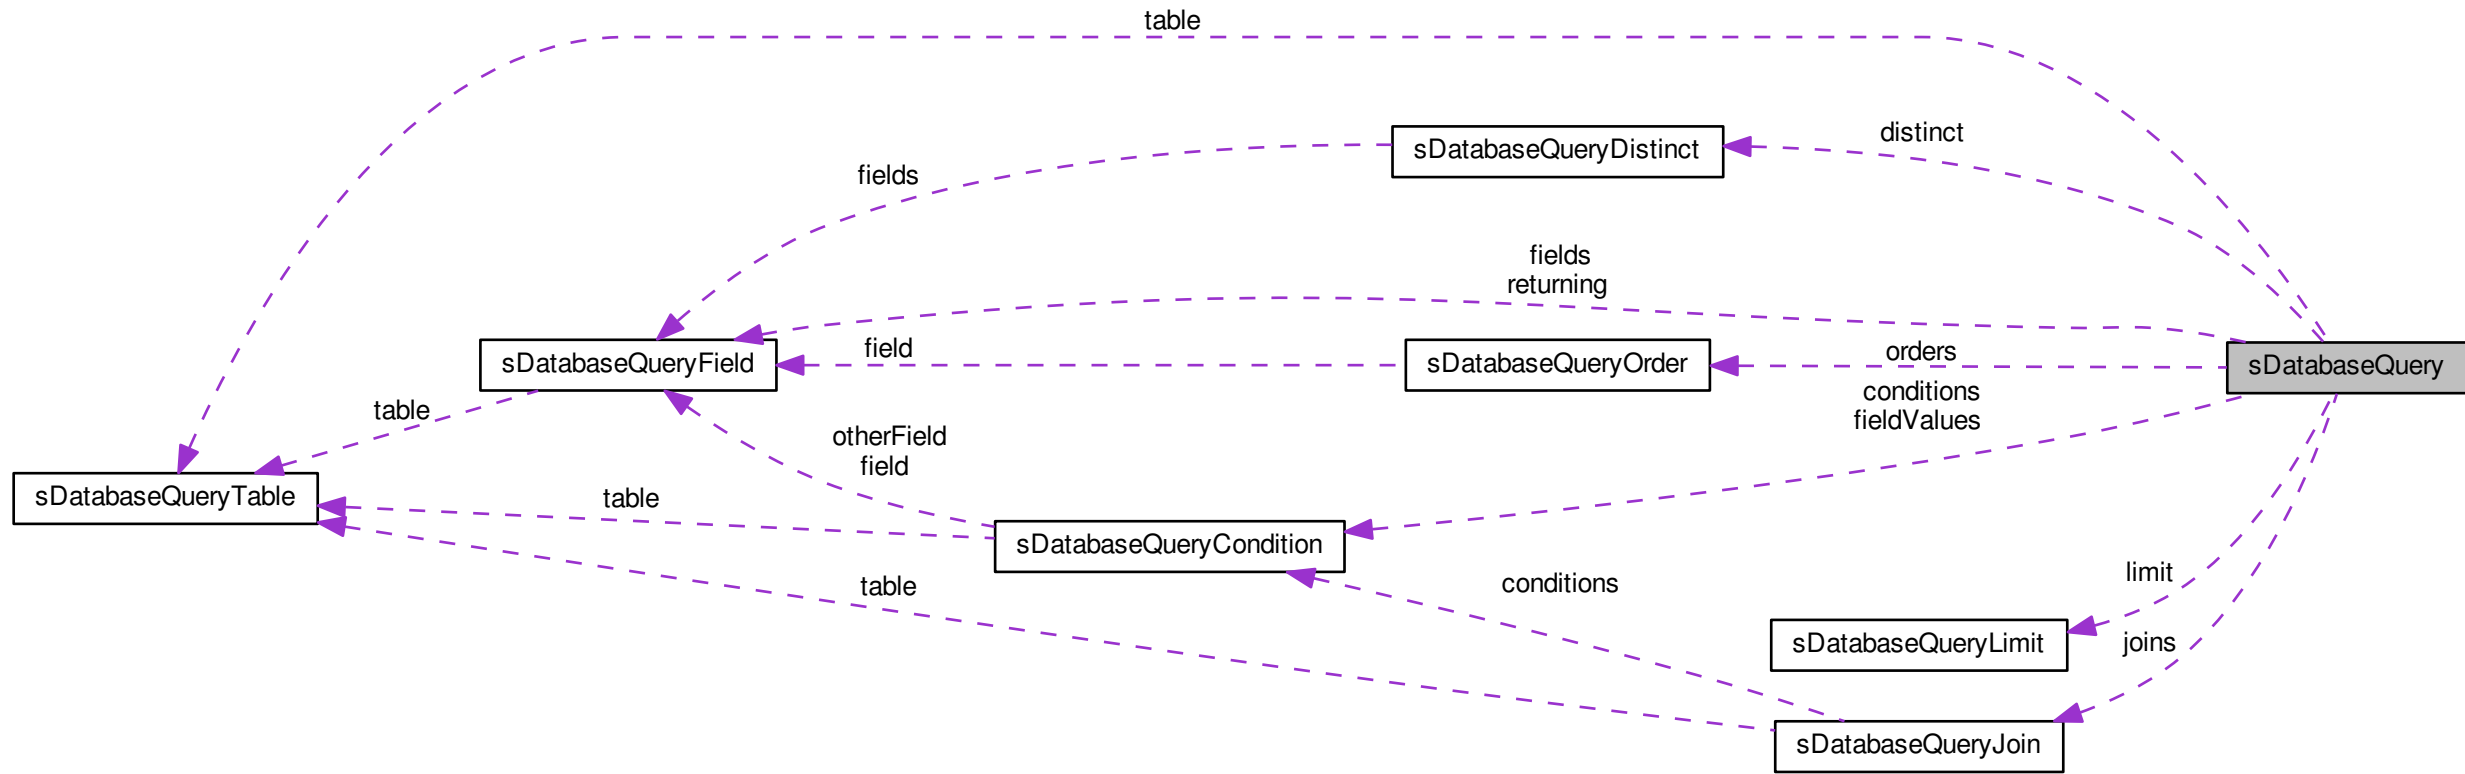 table
distinct
sDatabaseQueryDistinct
fields
fields
returning
field
sDatabaseQueryField
sDatabaseQueryOrder
orders
sDatabaseQuery
conditions
fieldValues
table
otherField
field
sDatabaseQueryTable
table
sDatabaseQueryCondition
table
conditions
limit
sDatabaseQueryLimit
joins
sDatabaseQueryJoin